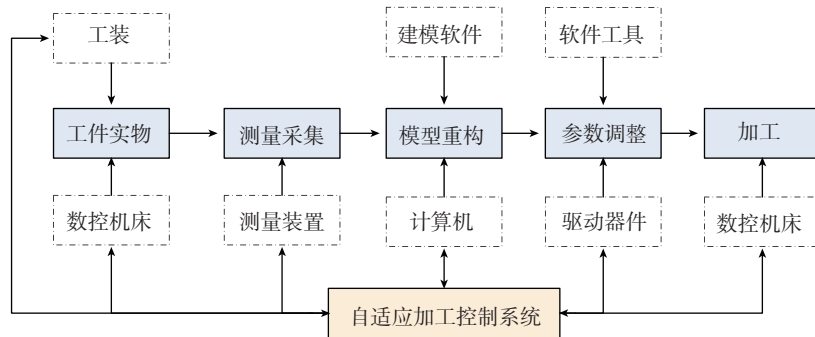 工装
建模软件
软件工具
工件实物
测量采集
模型重构
参数调整
加工
数控机床
测量装置
计算机
驱动器件
数控机床
自适应加工控制系统